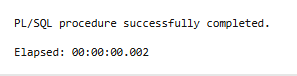 PL/SQL procedure successfully completed.
Elapsed: 00:00:00.002